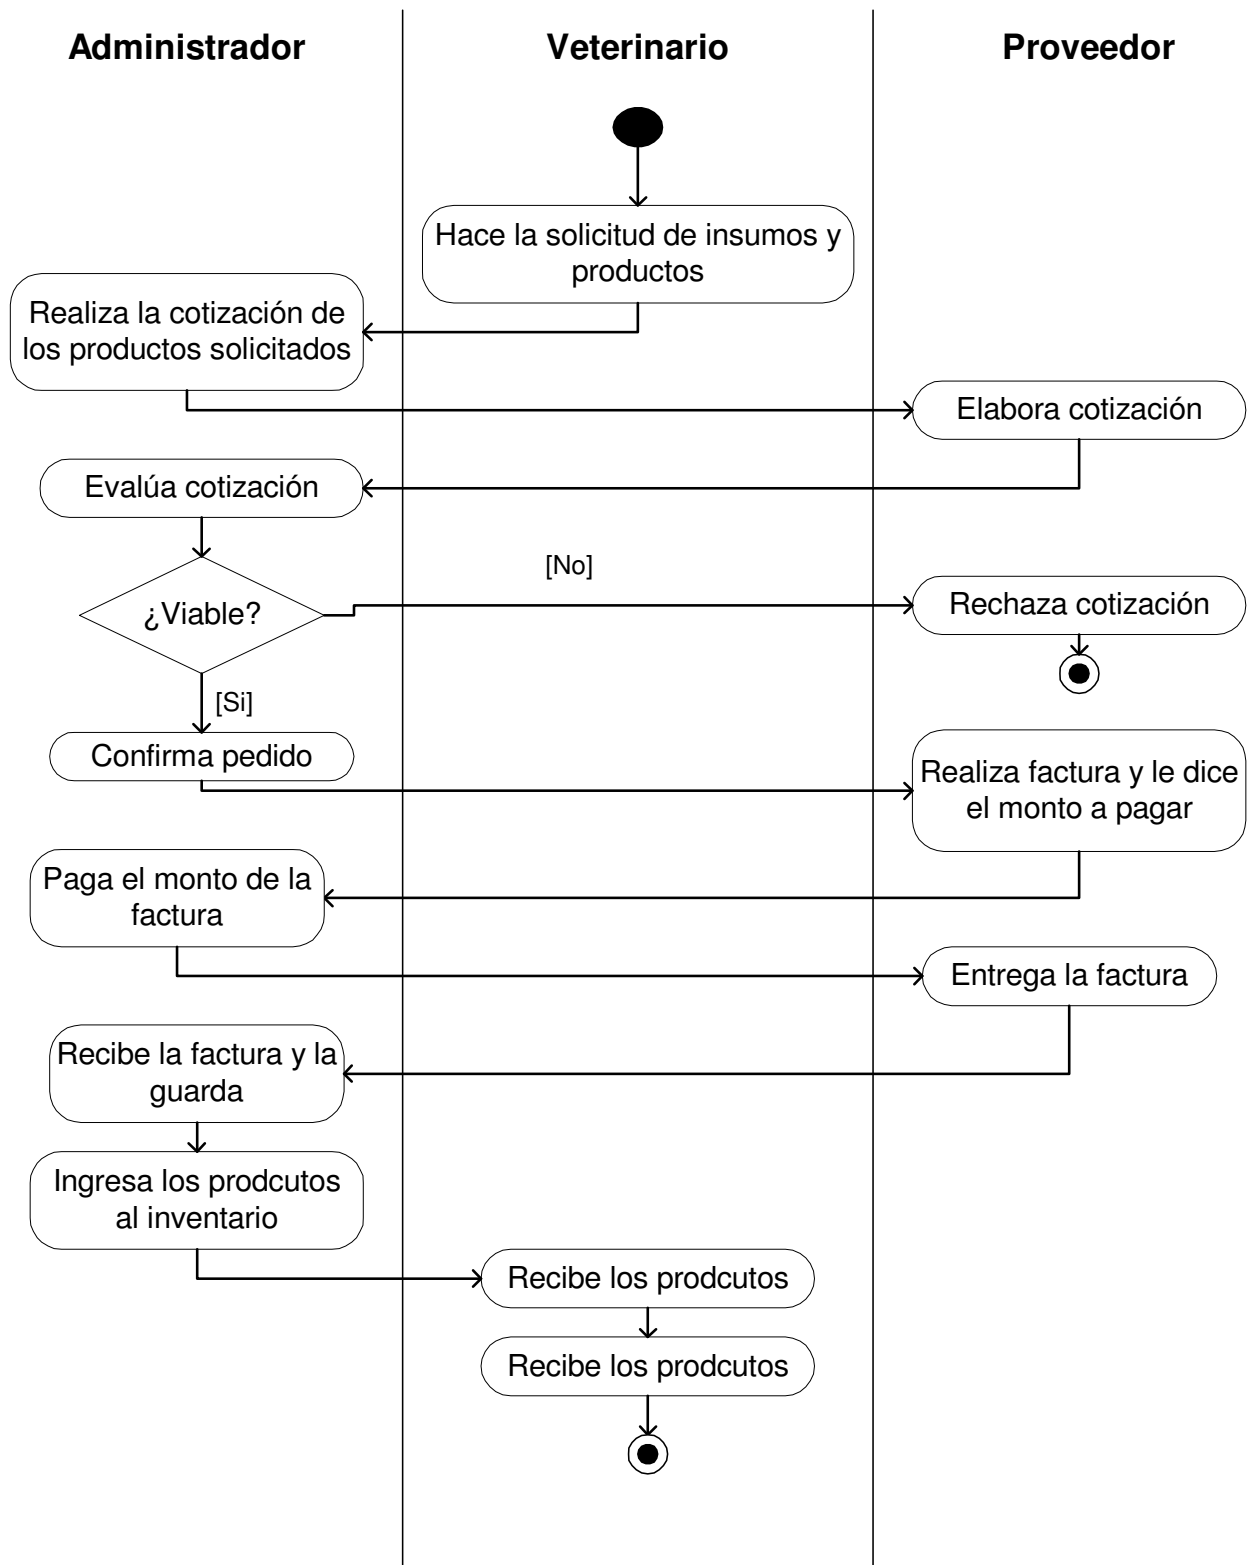 Administrador
Veterinario
Proveedor
Hace la solicitud de insumos y
productos
Realiza la cotización de
los productos solicitados
Elabora cotización
Evalúa cotización
[No]
¿Viable?
Rechaza cotización
[Si]
Confirma pedido
Realiza factura y le dice
el monto a pagar
Paga el monto de la
factura
Entrega la factura
Recibe la factura y la
guarda
Ingresa los prodcutos
al inventario
Recibe los prodcutos
Recibe los prodcutos